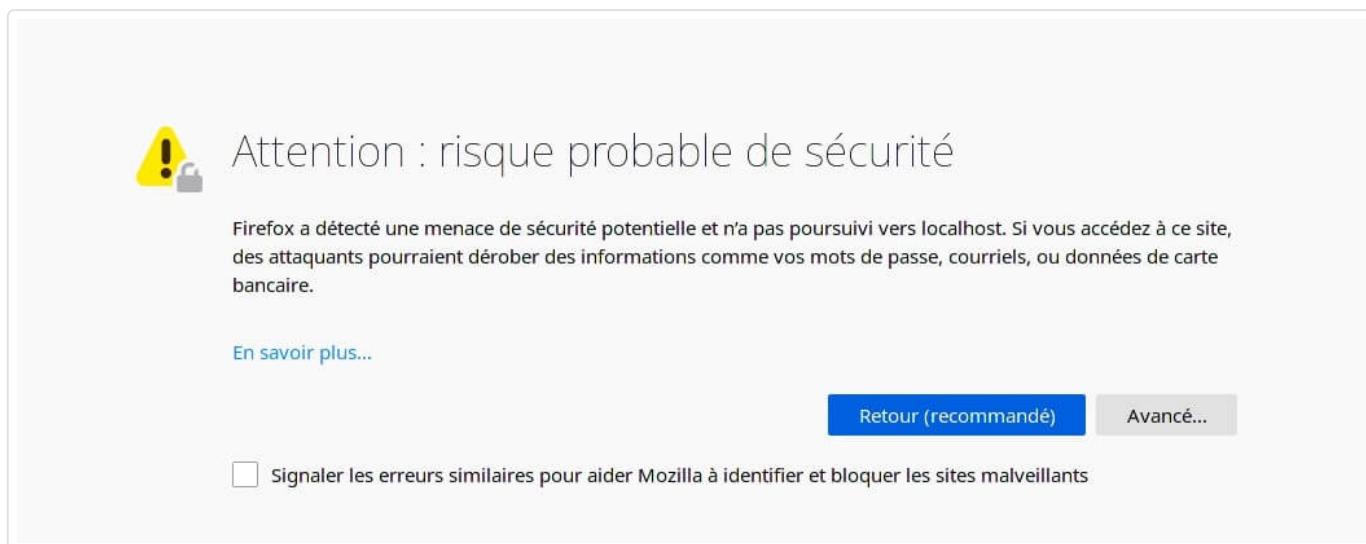 Attention : risque probable de sécurité
Firefox a détecté une menace de sécurité potentielle et n’a pas poursuivi vers localhost. Si vous accédez à ce site,
des attaquants pourraient dérober des informations comme vos mots de passe, courriels, ou données de carte
bancaire.
En savoir plus...
Retour (recommandé) Avancé...
Signaler les erreurs similaires pour aider Mozilla à identifier et bloquer les sites malveillants